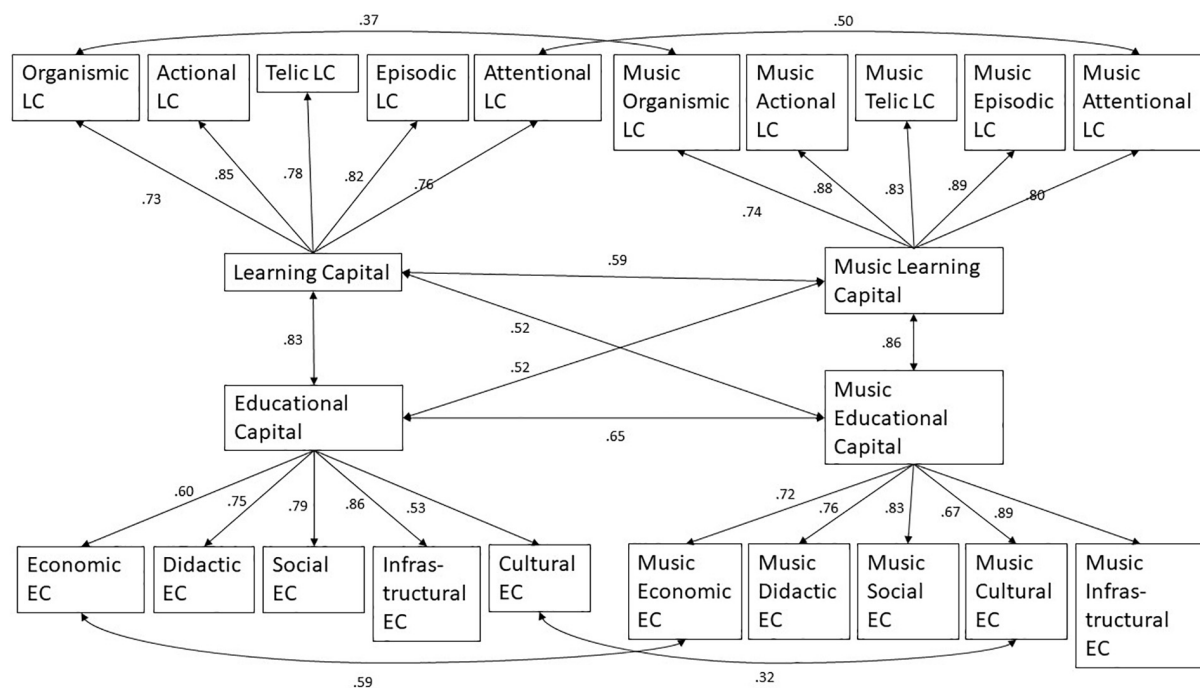 .37
.50
Organismic
LC
Actional
LC
Telic LC
Episodic
LC
Attentional
LC
Music
Organismic
LC
Music
Actional
LC
Music
Telic LC
Music
Episodic
LC
Music
Attentional
LC
.73
.85
.78
.82
.76
.74
.88
.83
.89
.80
Learning Capital
.59
Music Learning
Capital
.83
.52
.52
.86
Educational
Capital
.65
Music
Educational
Capital
.60
.75
.79
.86
.53
.72
.76
.83
.67
.89
Economic
EC
Didactic
EC
Social
EC
Infras-
tructural
EC
Cultural
EC
Music
Economic
EC
Music
Didactic
EC
Music
Social
EC
Music
Cultural
EC
Music
Infras-
tructural
EC
.59
.32